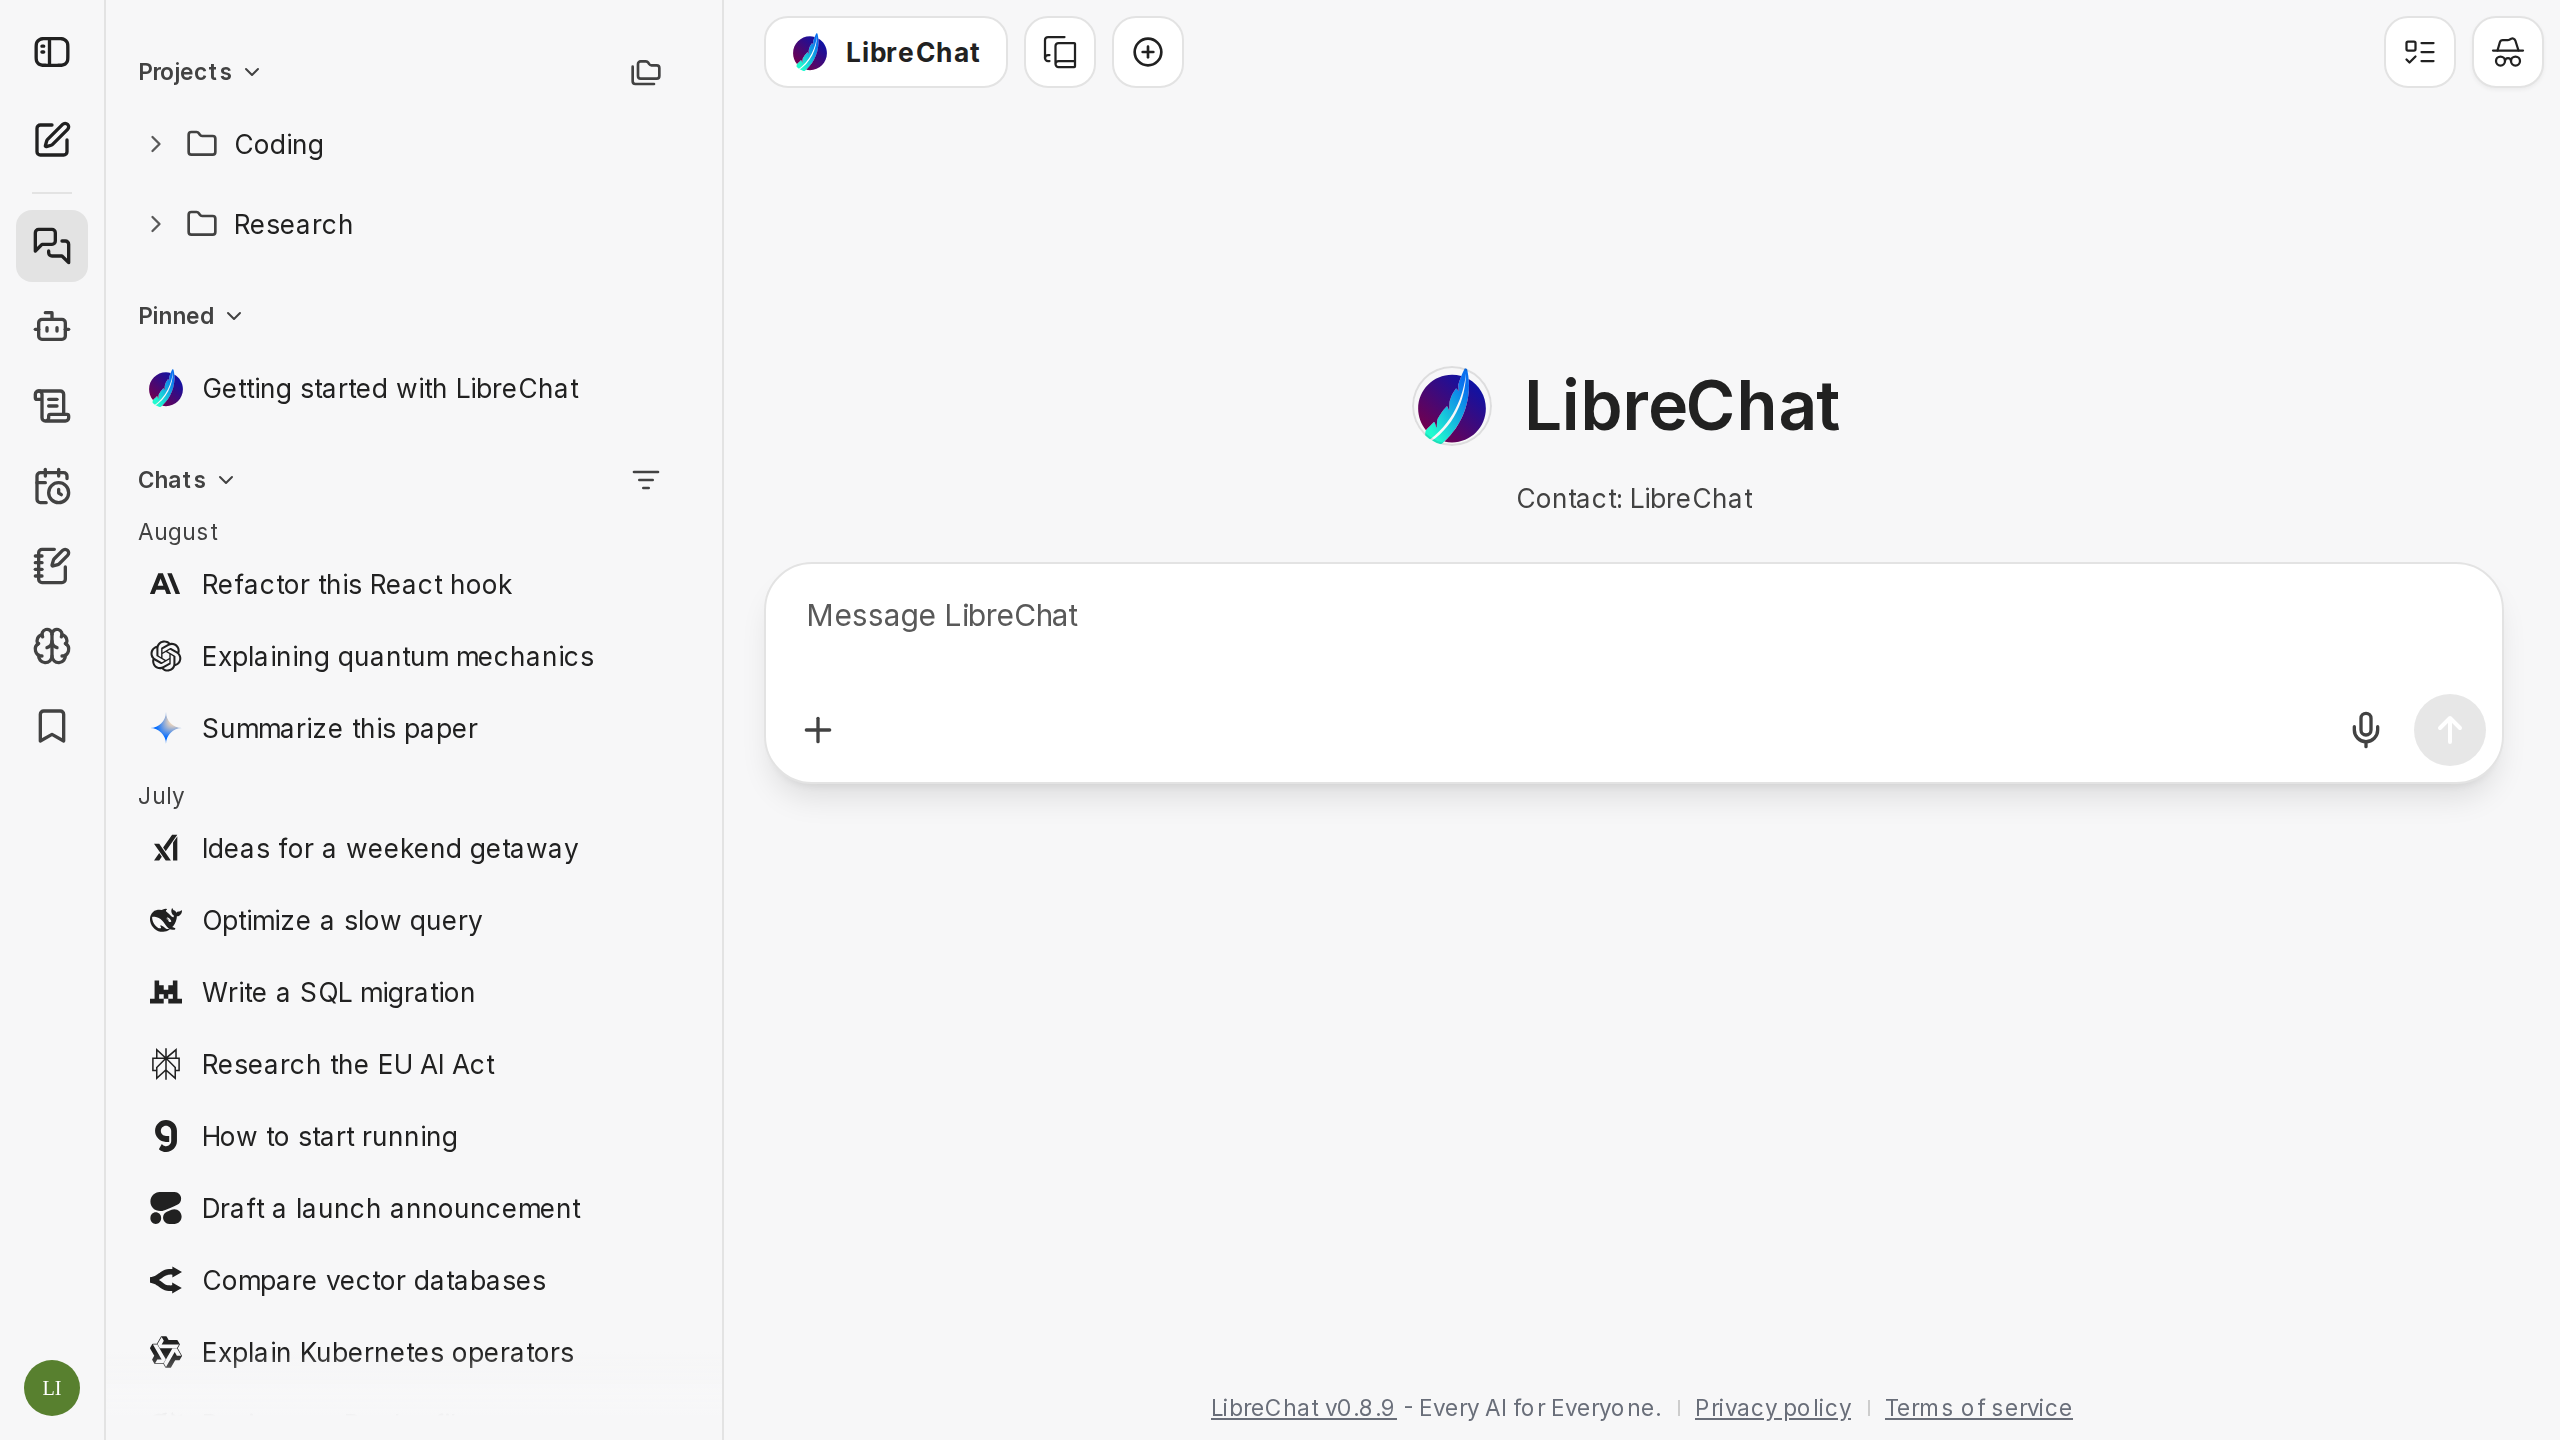 Projects
Coding
Research
Pinned
Getting started with LibreChat
Chats
August
Refactor this React hook
Explaining quantum mechanics
Summarize this paper
July
Ideas for a weekend getaway
Optimize a slow query
Write a SQL migration
Research the EU AI Act
How to start running
Draft a launch announcement
Compare vector databases
Explain Kubernetes operators
LI
LibreChat
LibreChat
Contact: LibreChat
Message LibreChat
LibreChat v0.8.9 - Every AI for Everyone. Privacy policy Terms of service